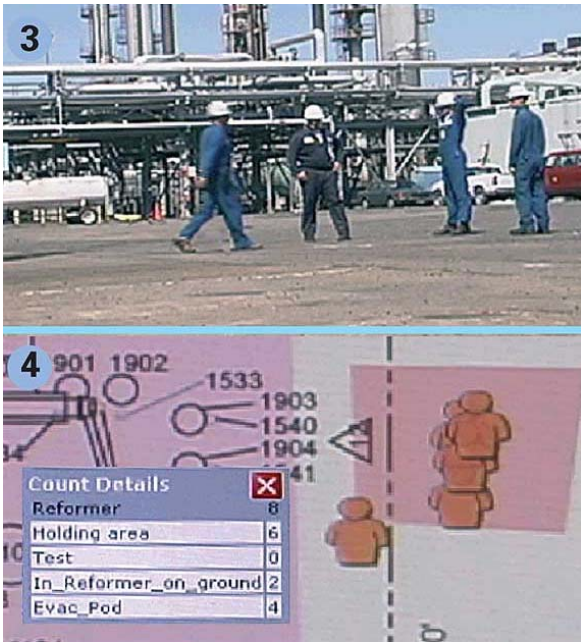 3
4
901 1902
1533
1903
1540
1904
Count Details
Reformer 8
Holding area 6
Test 0
In_Reformer_on_ground 2
Evac_Pod 4